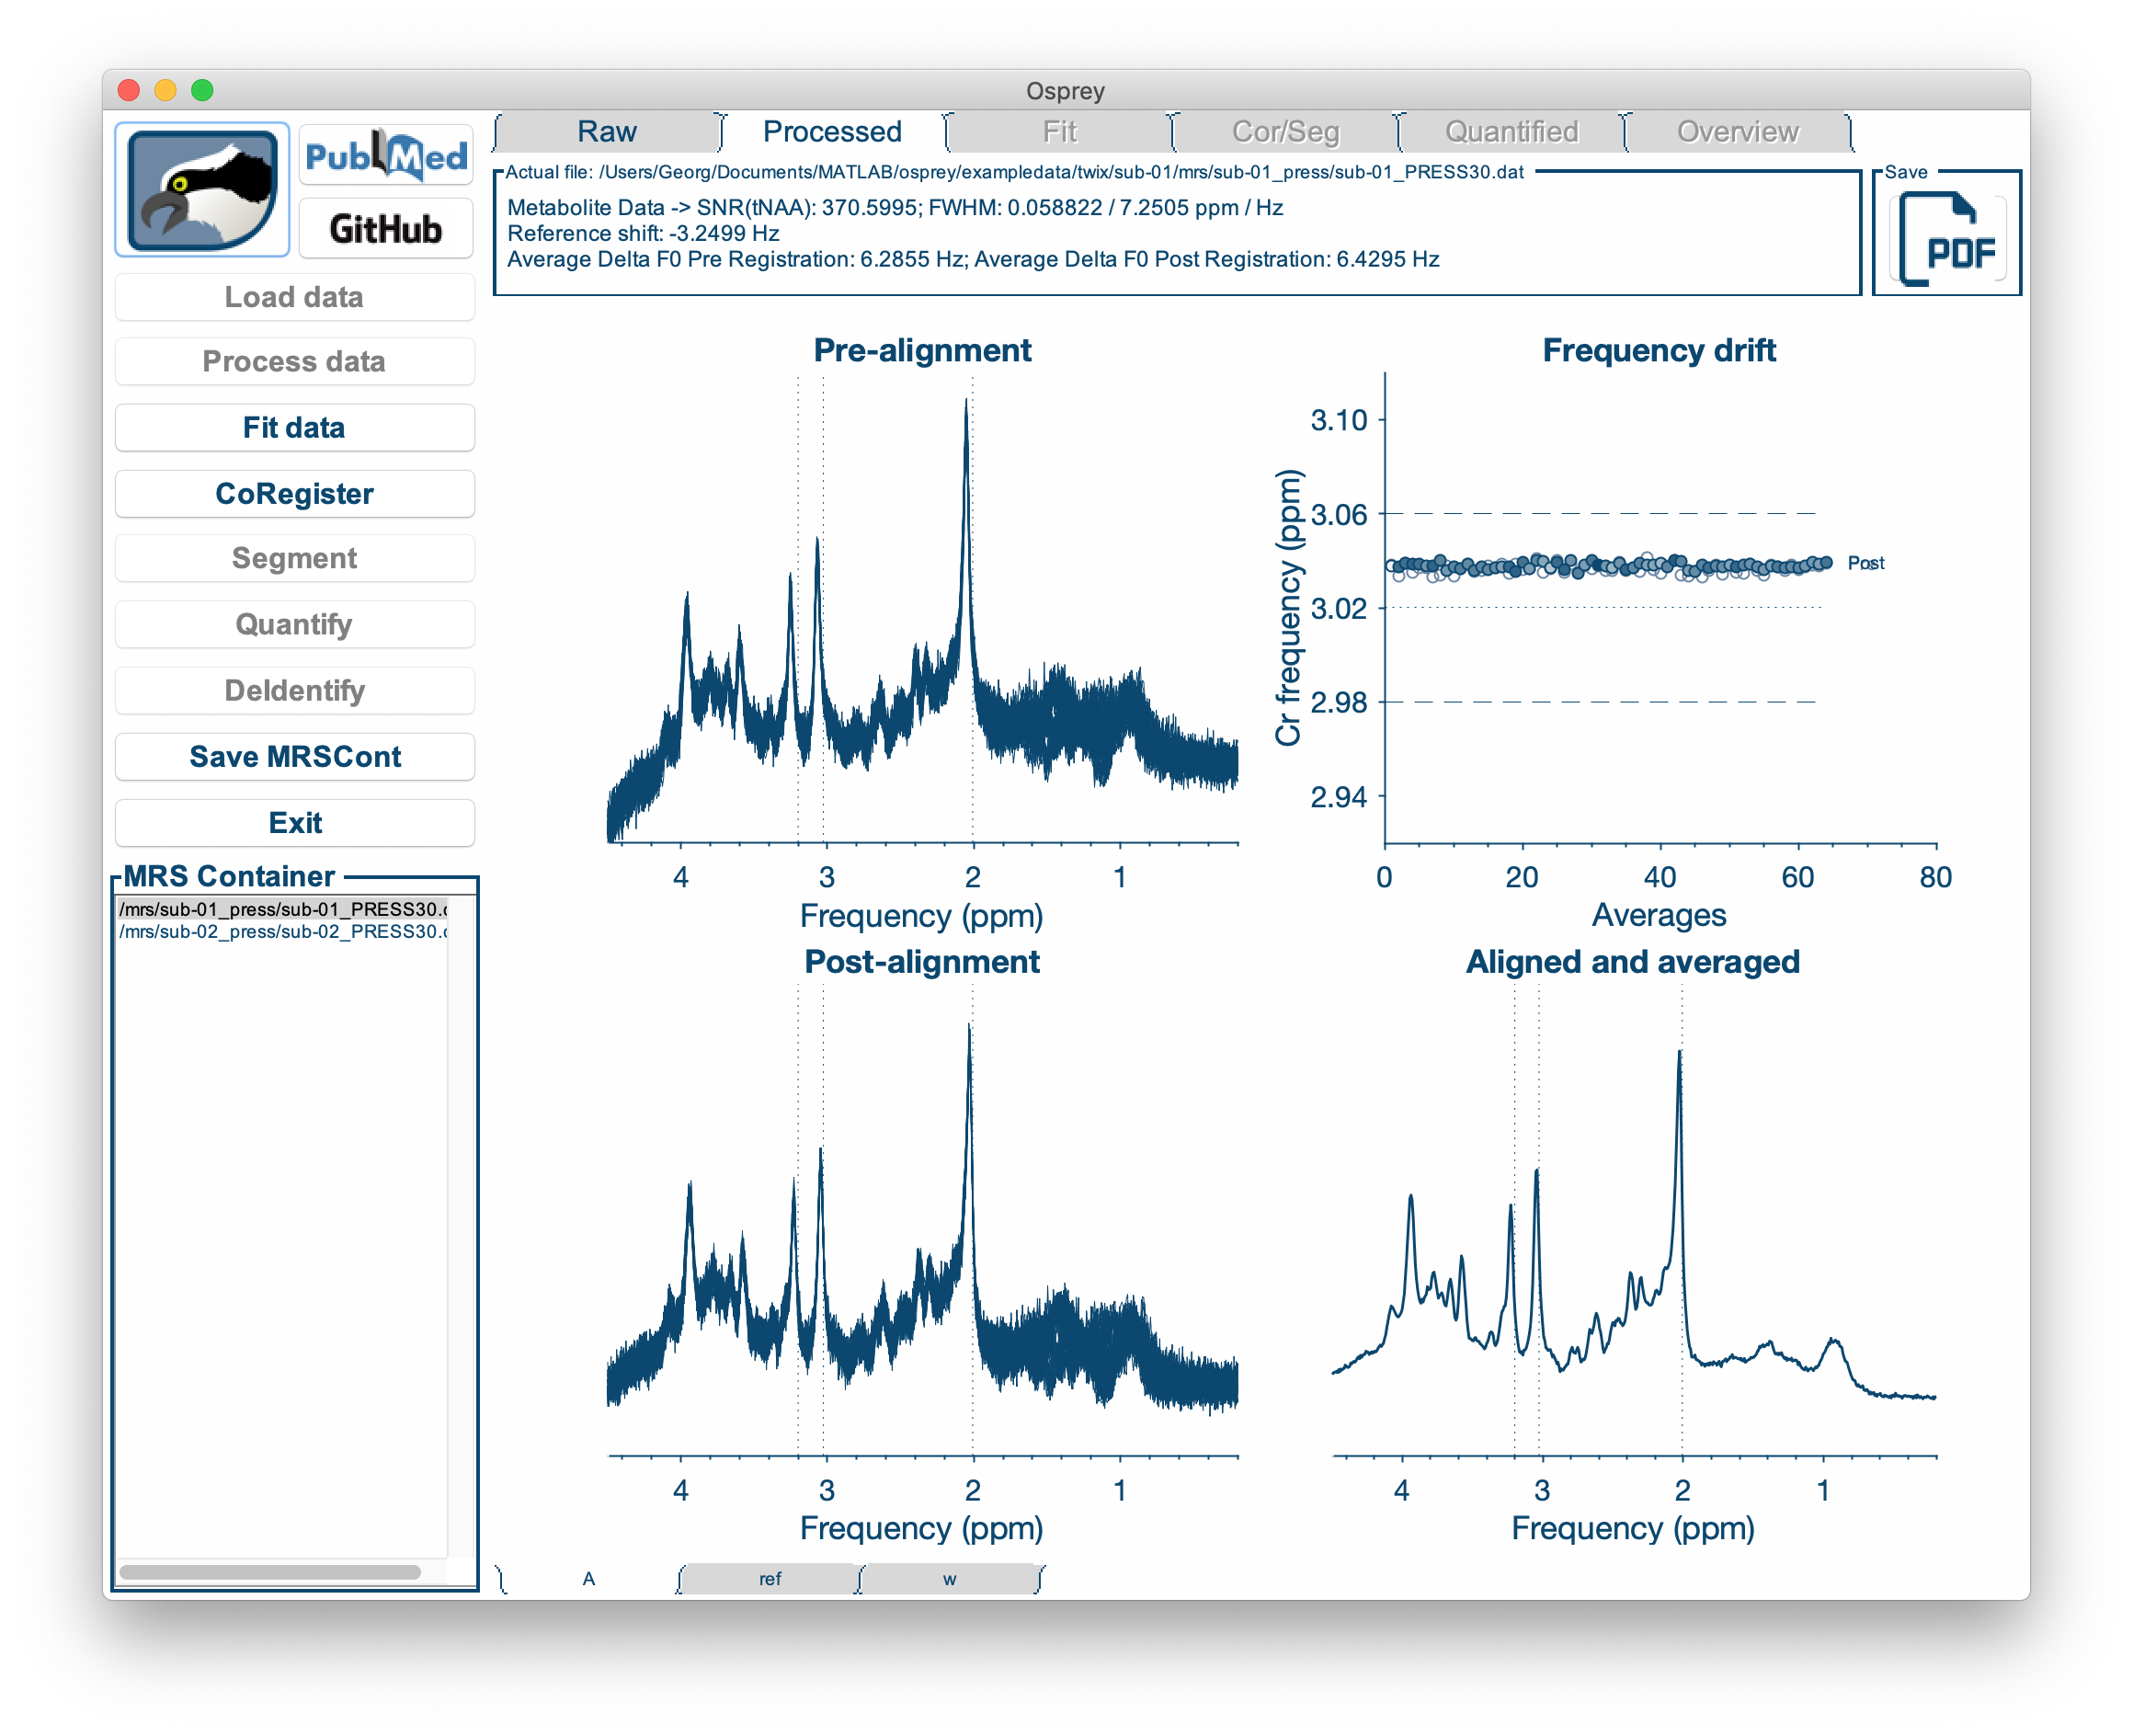 Osprey
PubMed
GitHub
Load data
Process data
Fit data
CoRegister
Segment
Quantify
DeIdentify
Save MRSCont
Exit
MRS Container
/mrs/sub-01_press/sub-01_PRESS30.
/mrs/sub-02_press/sub-02_PRESS30.
Raw
Processed
Fit
Cor/Seg
Quantified
Overview
Actual file: /Users/Georg/Documents/MATLAB/osprey/exampledata/twix/sub-01/mrs/sub-01_press/sub-01_PRESS30.dat
Metabolite Data -> SNR(tNAA): 370.5995; FWHM: 0.058822 / 7.2505 ppm / Hz
Reference shift: -3.2499 Hz
Average Delta F0 Pre Registration: 6.2855 Hz; Average Delta F0 Post Registration: 6.4295 Hz
Save
PDF
Pre-alignment
4 3 2 1
Frequency (ppm)
Frequency drift
Cr frequency (ppm)
3.10
3.06
3.02
2.98
2.94
Post
0 20 40 60 80
Averages
Post-alignment
4 3 2 1
Frequency (ppm)
Aligned and averaged
4 3 2 1
Frequency (ppm)
A
ref
w